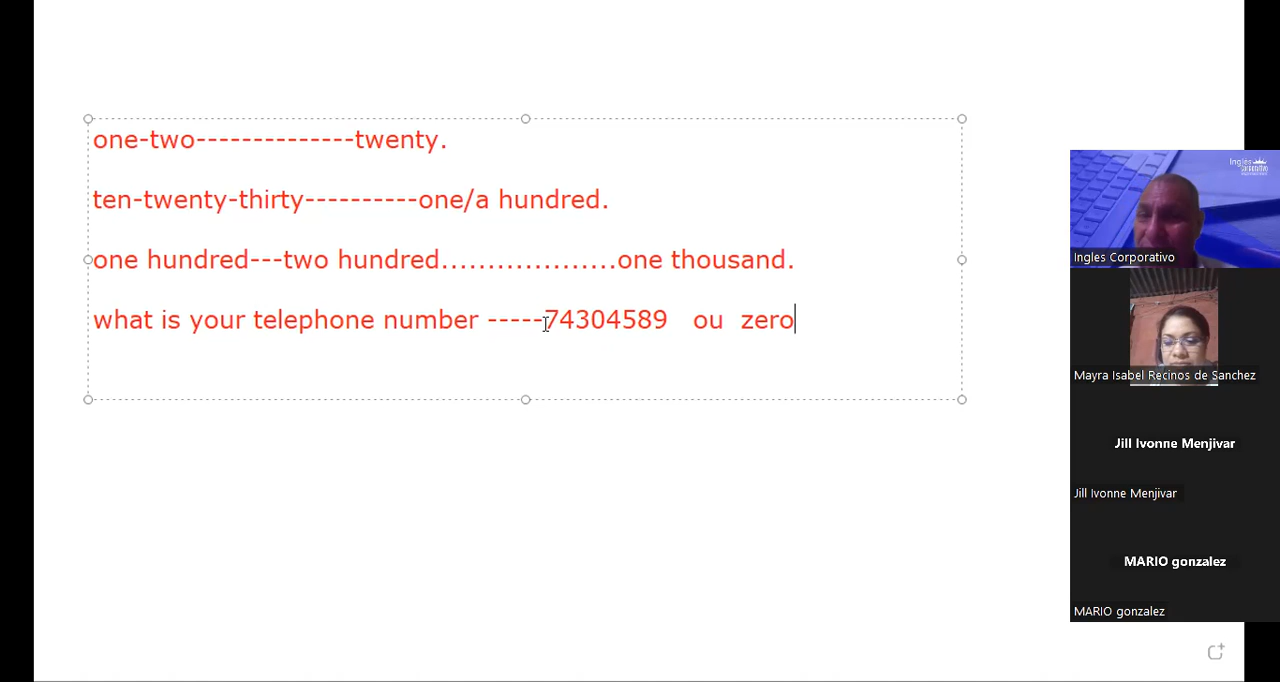 one-two--------------twenty.
ten-twenty-thirty----------one/a hundred.
one hundred---two hundred...................one thousand.
what is your telephone number -----74304589 ou zero
Ingles
CORPORATIVO
Ingles Corporativo
Mayra Isabel Recinos de Sanchez
Jill Ivonne Menjivar
Jill Ivonne Menjivar
MARIO gonzalez
MARIO gonzalez